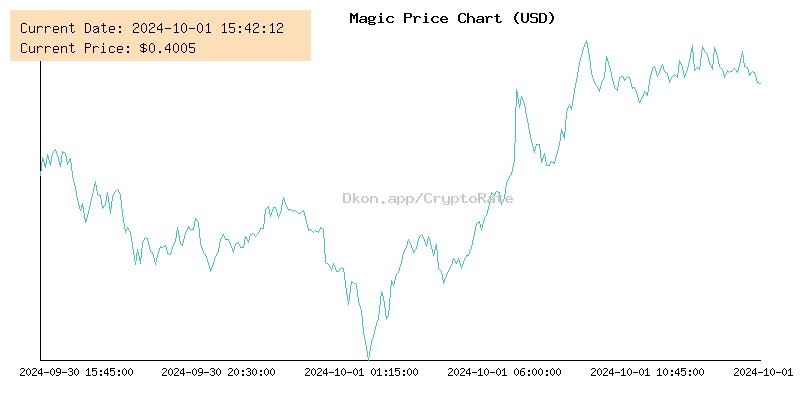 Magic Price Chart (USD)
Current Date: 2024-10-01 15:42:12
Current Price: $0.4005
Dkon.app/CryptoRate
2024-09-30 15:45:00 2024-09-30 20:30:00 2024-10-01 01:15:00 2024-10-01 06:00:00 2024-10-01 10:45:00 2024-10-01